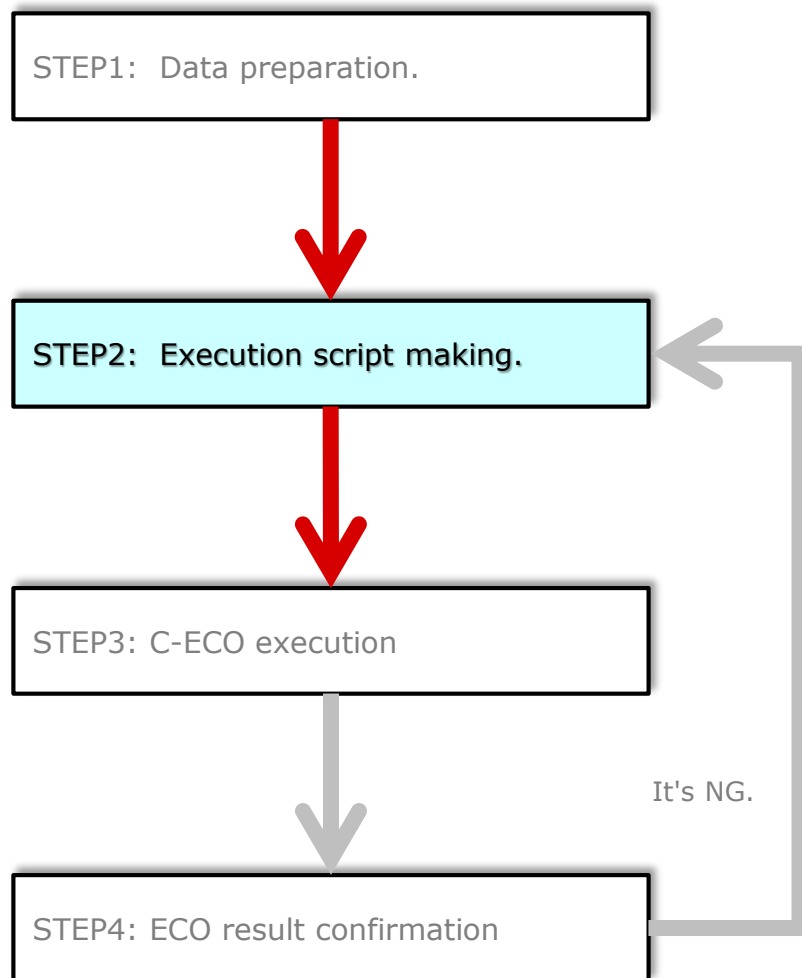 STEP1:  Data preparation.
STEP2:  Execution script making.
STEP3: C-ECO execution
It's NG.
STEP4: ECO result confirmation